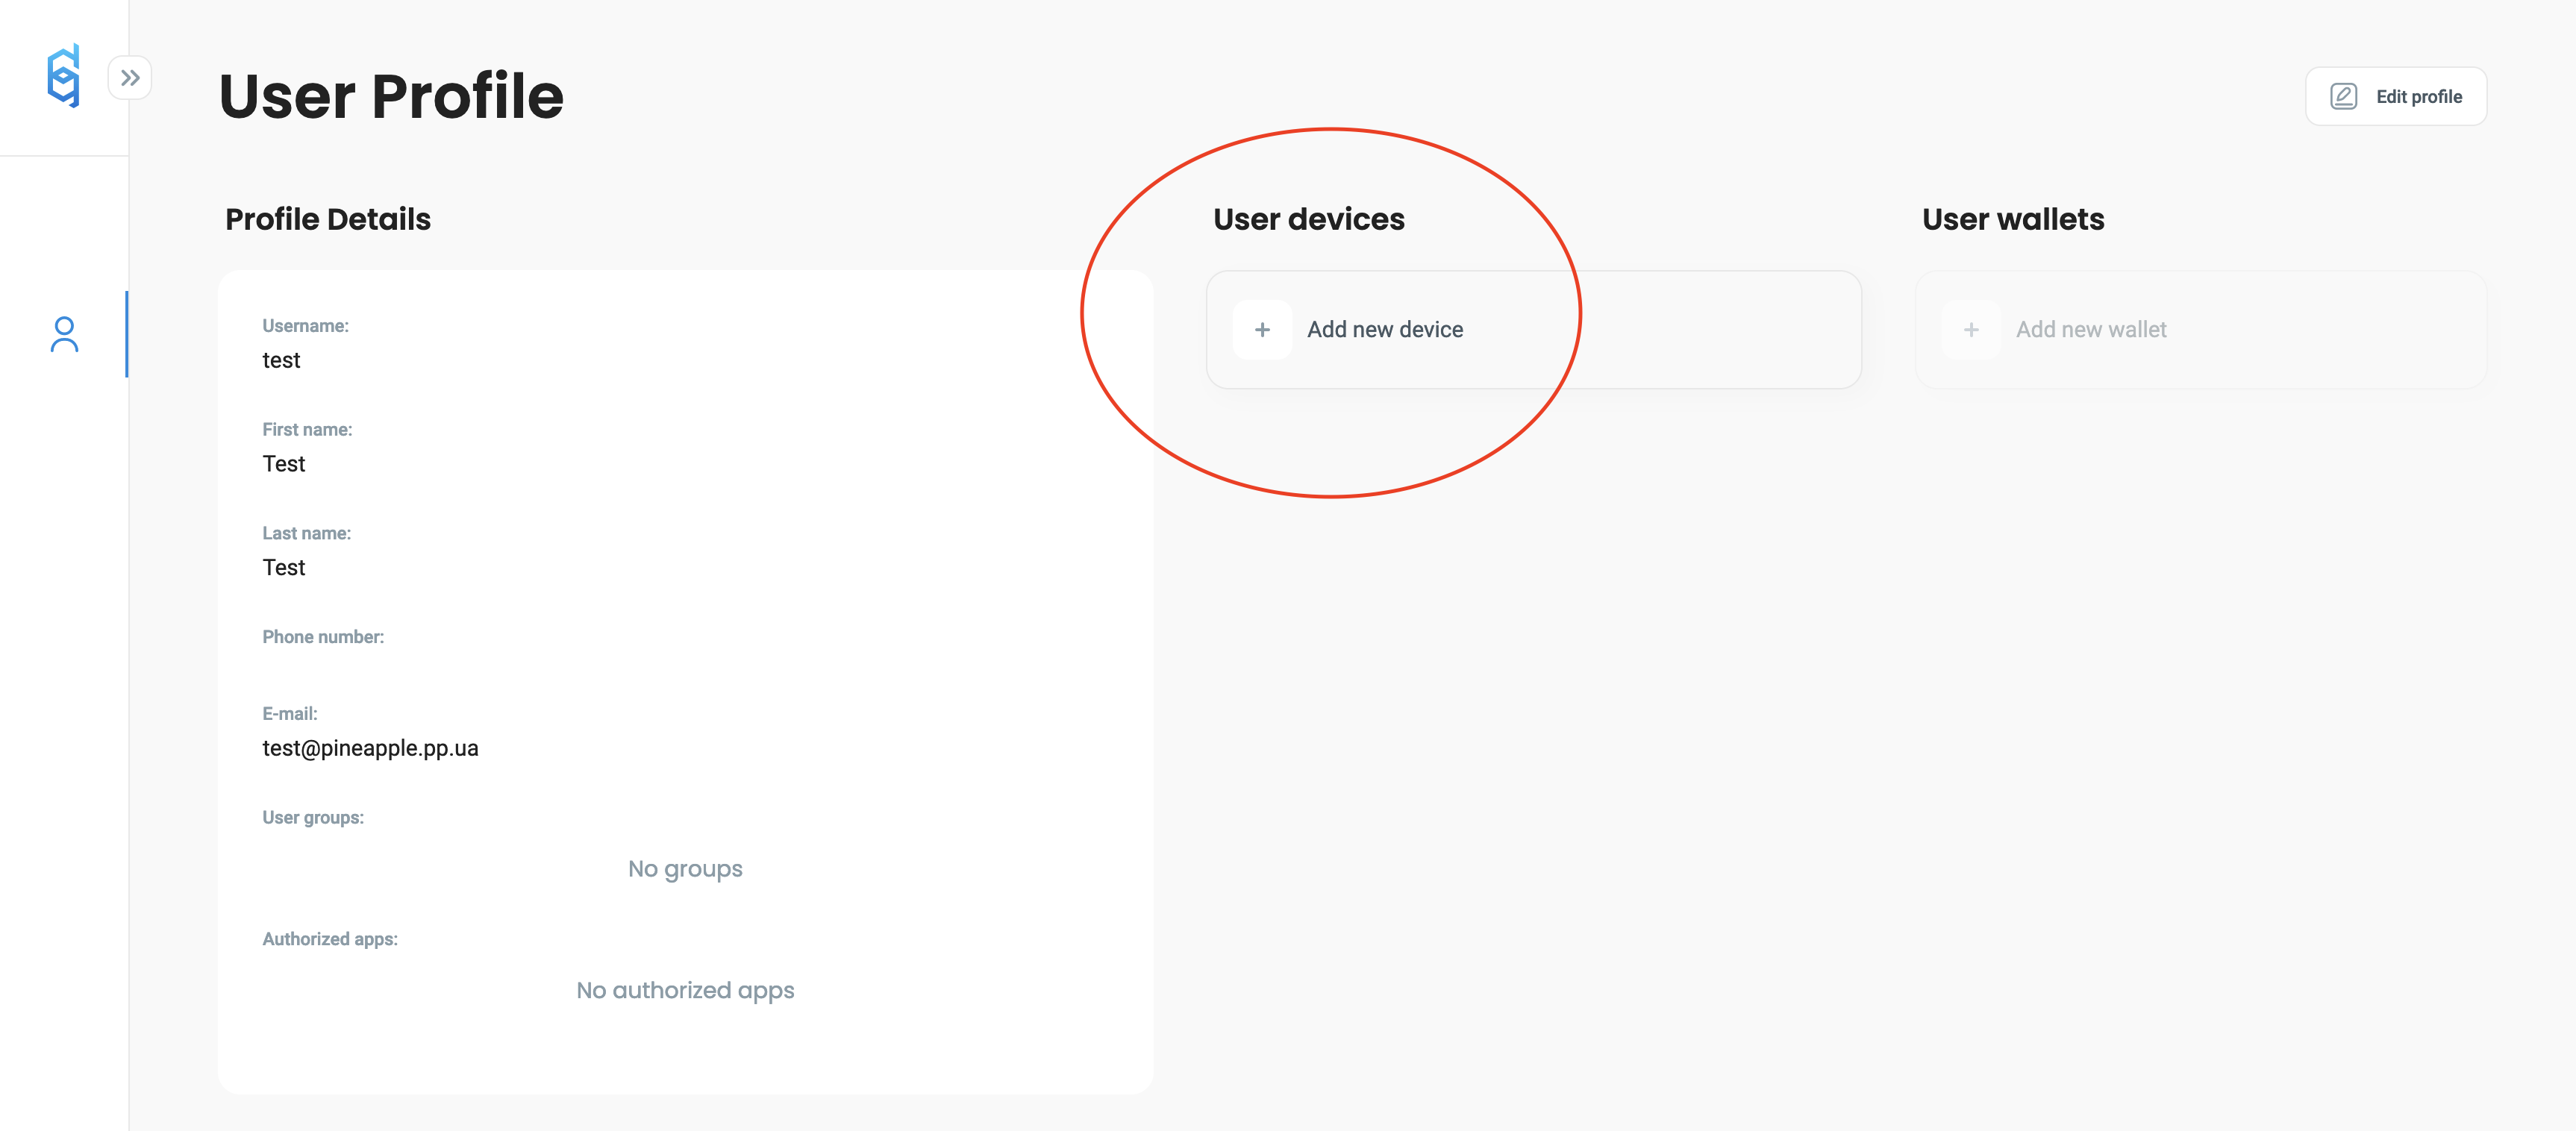 User Profile
Edit profile
Profile Details
Username:
test
First name:
Test
Last name:
Test
Phone number:
E-mail:
test@pineapple.pp.ua
User groups:
No groups
Authorized apps:
No authorized apps
User devices
Add new device
User wallets
Add new wallet